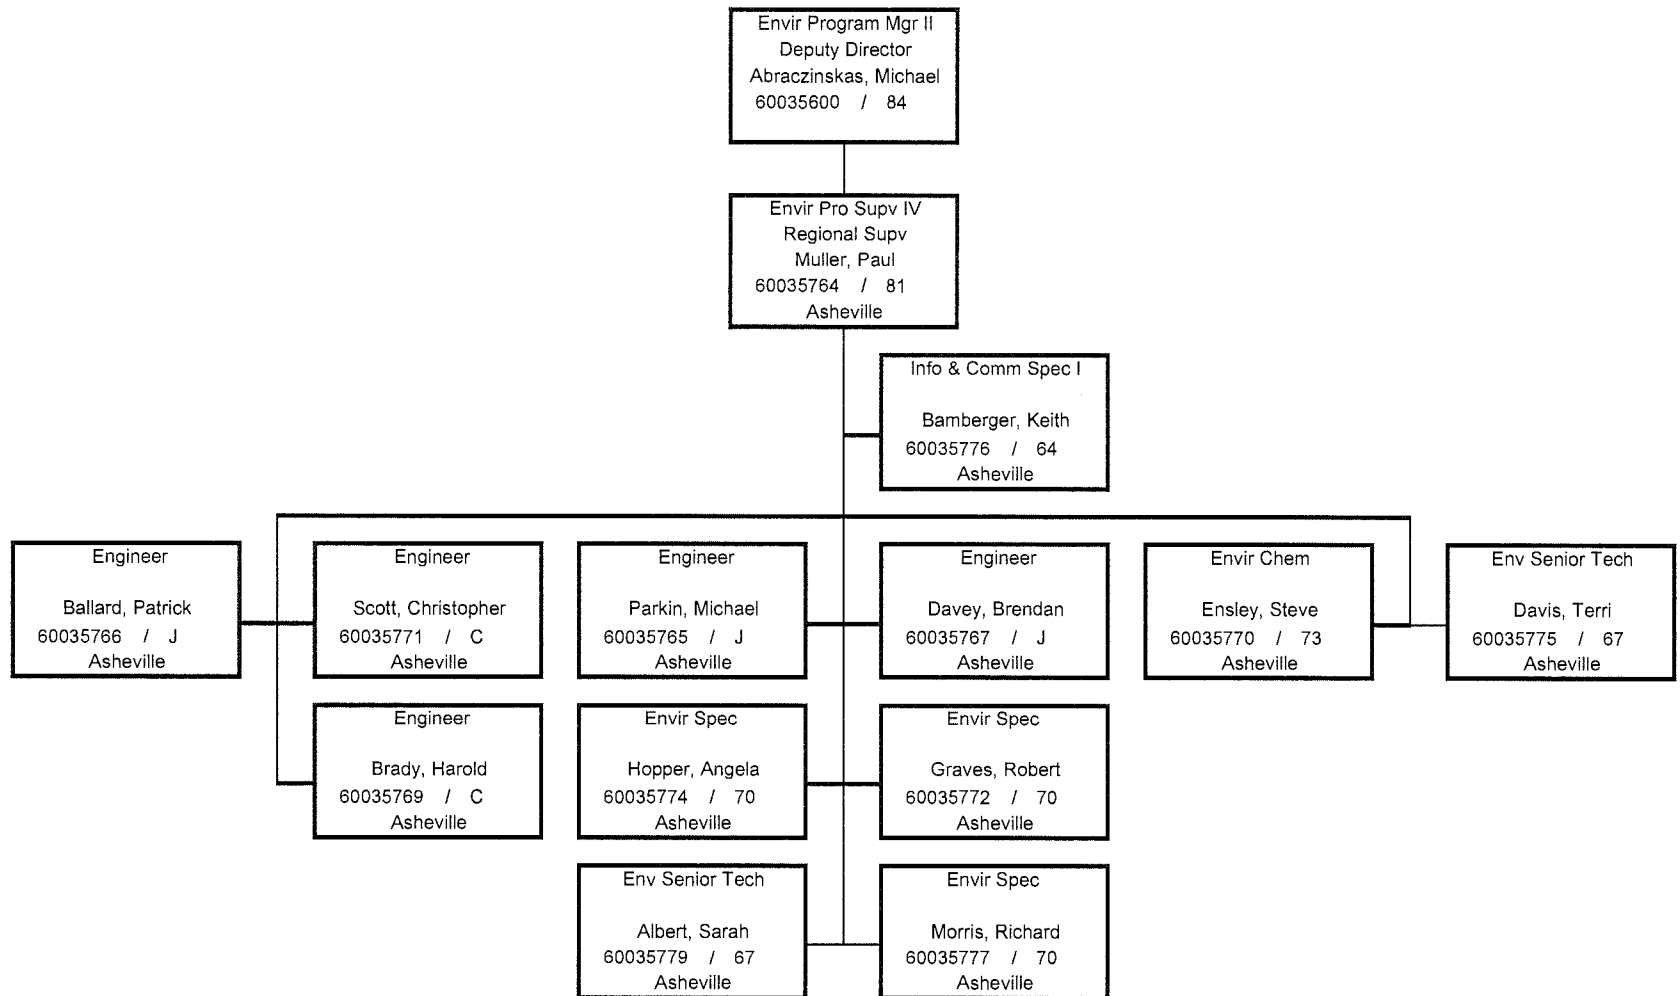 Envir Program Mgr II
Deputy Director
Abraczinskas, Michael
60035600 / 84
Envir Pro Supv IV
Regional Supv
Muller, Paul
60035764 / 81
Asheville
Info & Comm Spec I
Bamberger, Keith
60035776 / 64
Asheville
Engineer
Ballard, Patrick
60035766 / J
Asheville
Engineer
Scott, Christopher
60035771 / C
Asheville
Engineer
Parkin, Michael
60035765 / J
Asheville
Engineer
Davey, Brendan
60035767 / J
Asheville
Envir Chem
Ensley, Steve
60035770 / 73
Asheville
Env Senior Tech
Davis, Terri
60035775 / 67
Asheville
Engineer
Brady, Harold
60035769 / C
Asheville
Envir Spec
Hopper, Angela
60035774 / 70
Asheville
Envir Spec
Graves, Robert
60035772 / 70
Asheville
Env Senior Tech
Albert, Sarah
60035779 / 67
Asheville
Envir Spec
Morris, Richard
60035777 / 70
Asheville